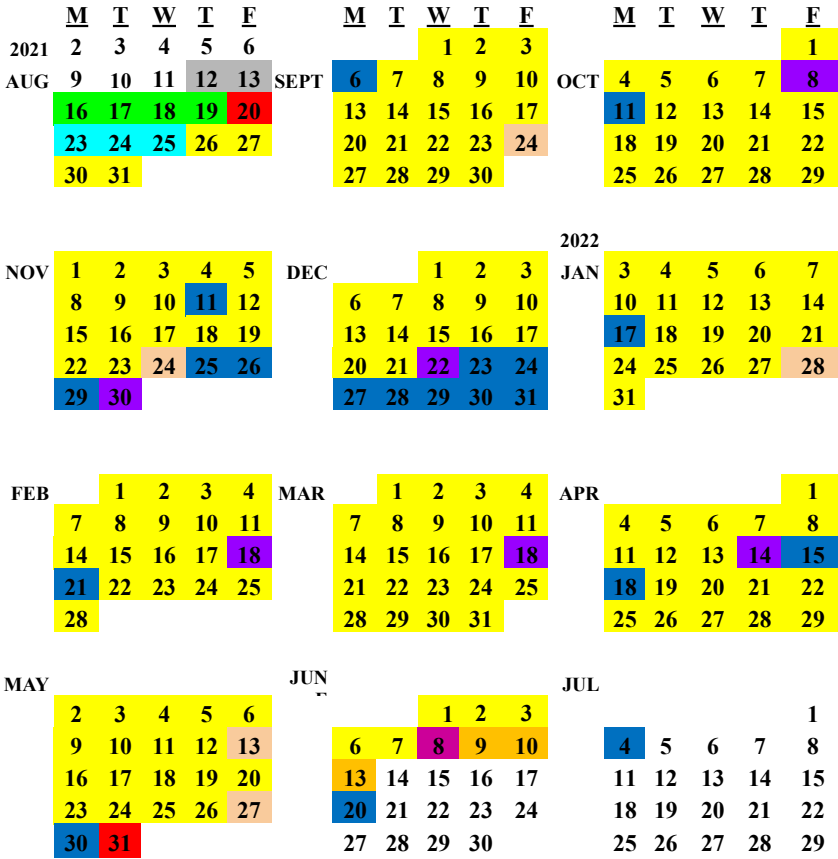 M T W T F M T W T F M T W T F
2021 2 3 4 5 6 1 2 3 1
AUG 9 10 11 12 13 SEPT 6 7 8 9 10 OCT 4 5 6 7 8
16 17 18 19 20 13 14 15 16 17 11 12 13 14 15
23 24 25 26 27 20 21 22 23 24 18 19 20 21 22
30 31 27 28 29 30 25 26 27 28 29
2022
NOV 1 2 3 4 5 DEC 1 2 3 JAN 3 4 5 6 7
8 9 10 11 12 6 7 8 9 10 10 11 12 13 14
15 16 17 18 19 13 14 15 16 17 17 18 19 20 21
22 23 24 25 26 20 21 22 23 24 24 25 26 27 28
29 30 27 28 29 30 31 31
FEB 1 2 3 4 MAR 1 2 3 4 APR 1
7 8 9 10 11 7 8 9 10 11 4 5 6 7 8
14 15 16 17 18 14 15 16 17 18 11 12 13 14 15
21 22 23 24 25 21 22 23 24 25 18 19 20 21 22
28 28 29 30 31 25 26 27 28 29
MAY JUN JUL
2 3 4 5 6 1 2 3 1
9 10 11 12 13 6 7 8 9 10 4 5 6 7 8
16 17 18 19 20 13 14 15 16 17 11 12 13 14 15
23 24 25 26 27 20 21 22 23 24 18 19 20 21 22
30 31 27 28 29 30 25 26 27 28 29